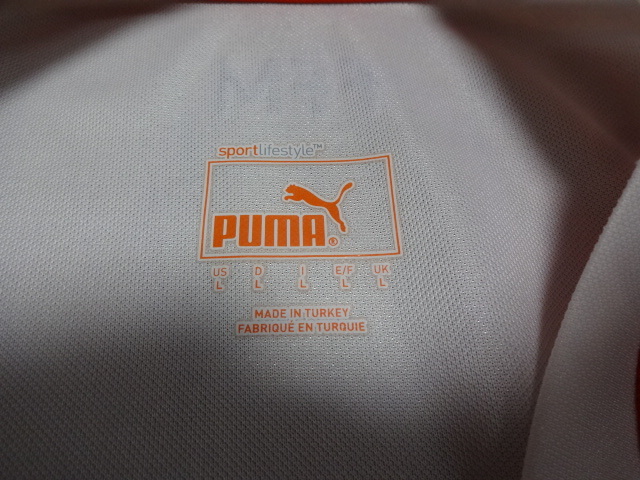 sportlifestyle™
PUMA®
US D I E/F UK
L L L L L
MADE IN TURKEY
FABRIQUÉ EN TURQUIE